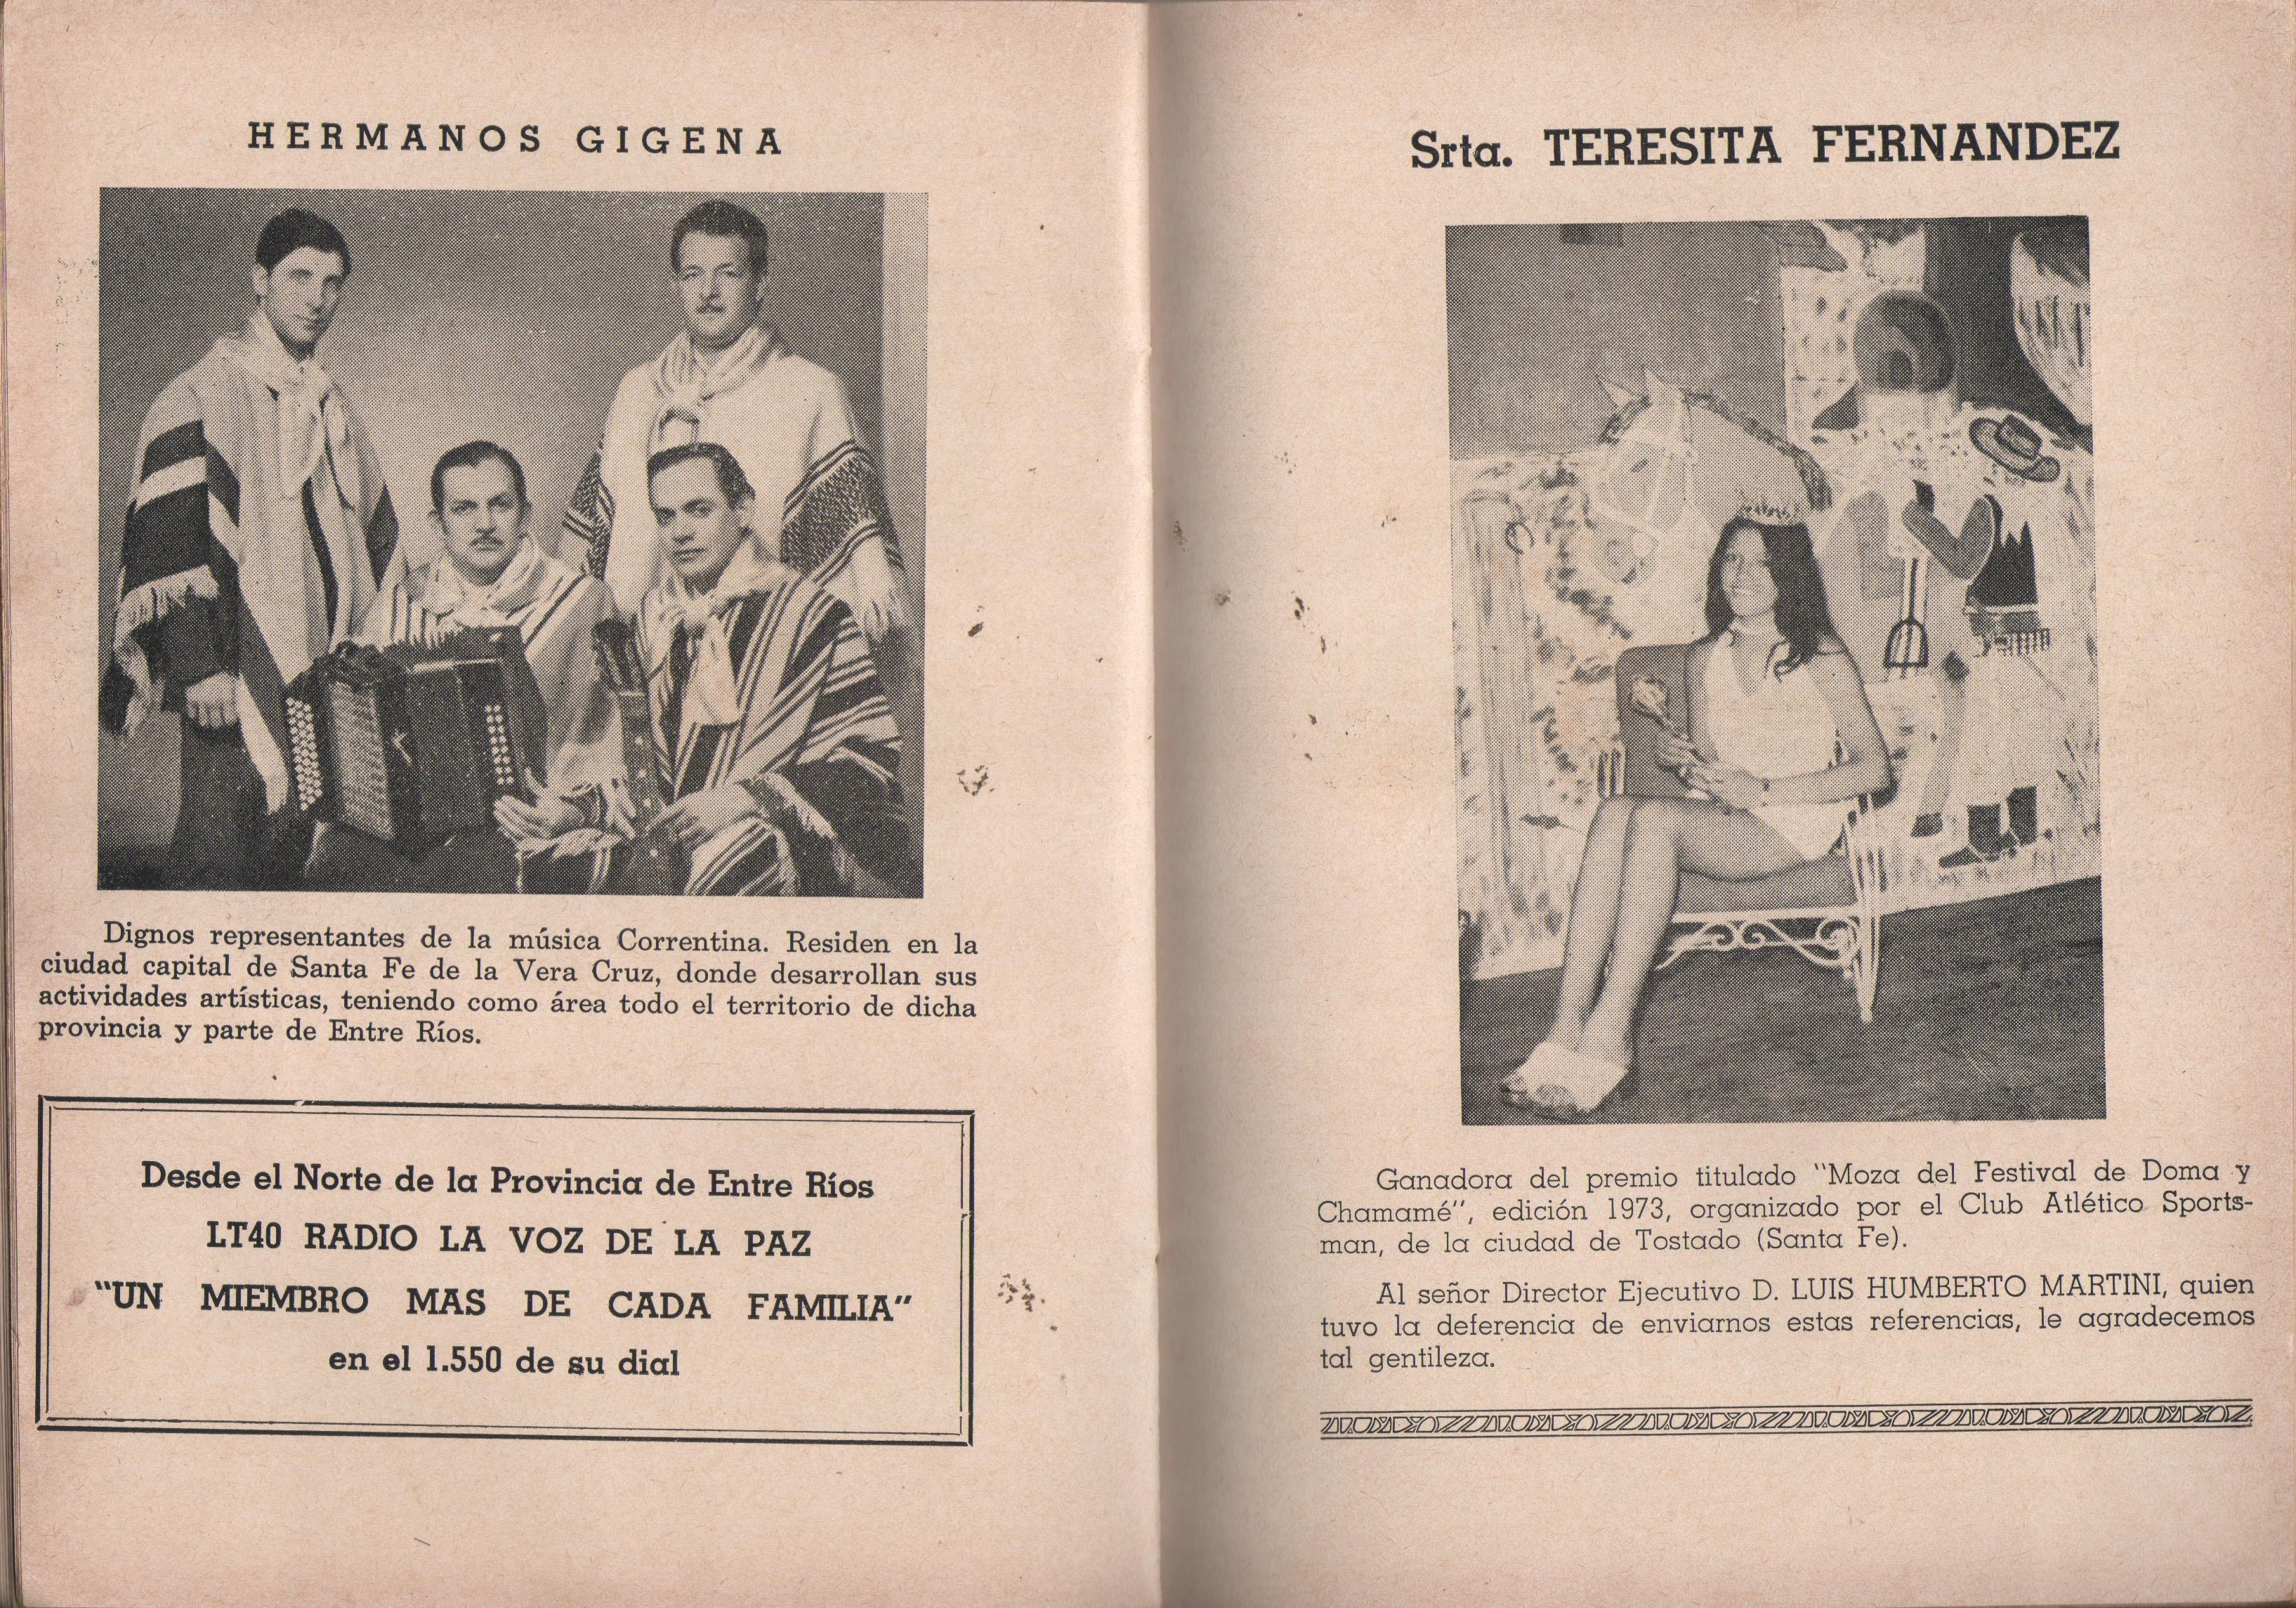 HERMANOS GIGENA
Dignos representantes de la música Correntina. Residen en la
ciudad capital de Santa Fe de la Vera Cruz, donde desarrollan sus
actividades artísticas, teniendo como área todo el territorio de dicha
provincia y parte de Entre Ríos.
Desde el Norte de la Provincia de Entre Ríos
LT40 RADIO LA VOZ DE LA PAZ
"UN MIEMBRO MAS DE CADA FAMILIA"
en el 1.550 de su dial
Srta. TERESITA FERNANDEZ
Ganadora del premio titulado "Moza del Festival de Doma y
Chamamé", edición 1973, organizado por el Club Atlético Sports-
man, de la ciudad de Tostado (Santa Fe).
Al señor Director Ejecutivo D. LUIS HUMBERTO MARTINI, quien
tuvo la deferencia de enviarnos estas referencias, le agradecemos
tal gentileza.